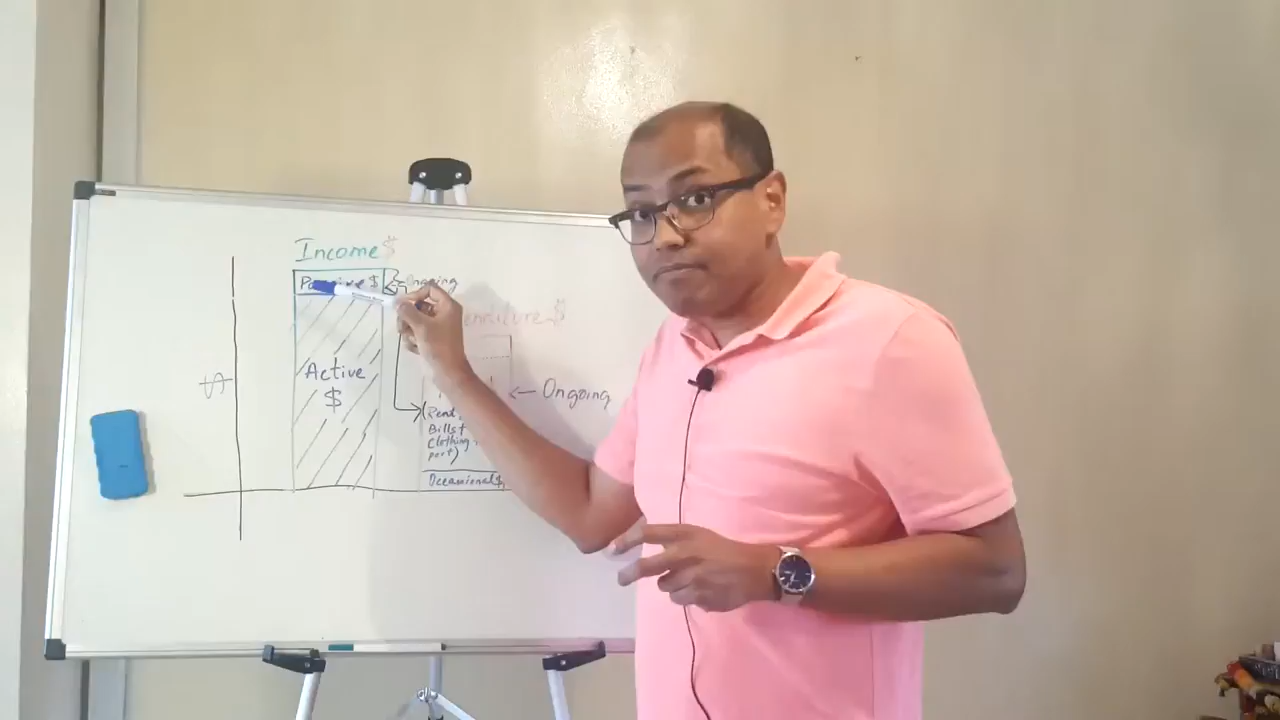 Income $
Passive $
Ongoing
$
Active
$
Ongoing
(Rent,
Bills +
Clothing
port)
Occasional $